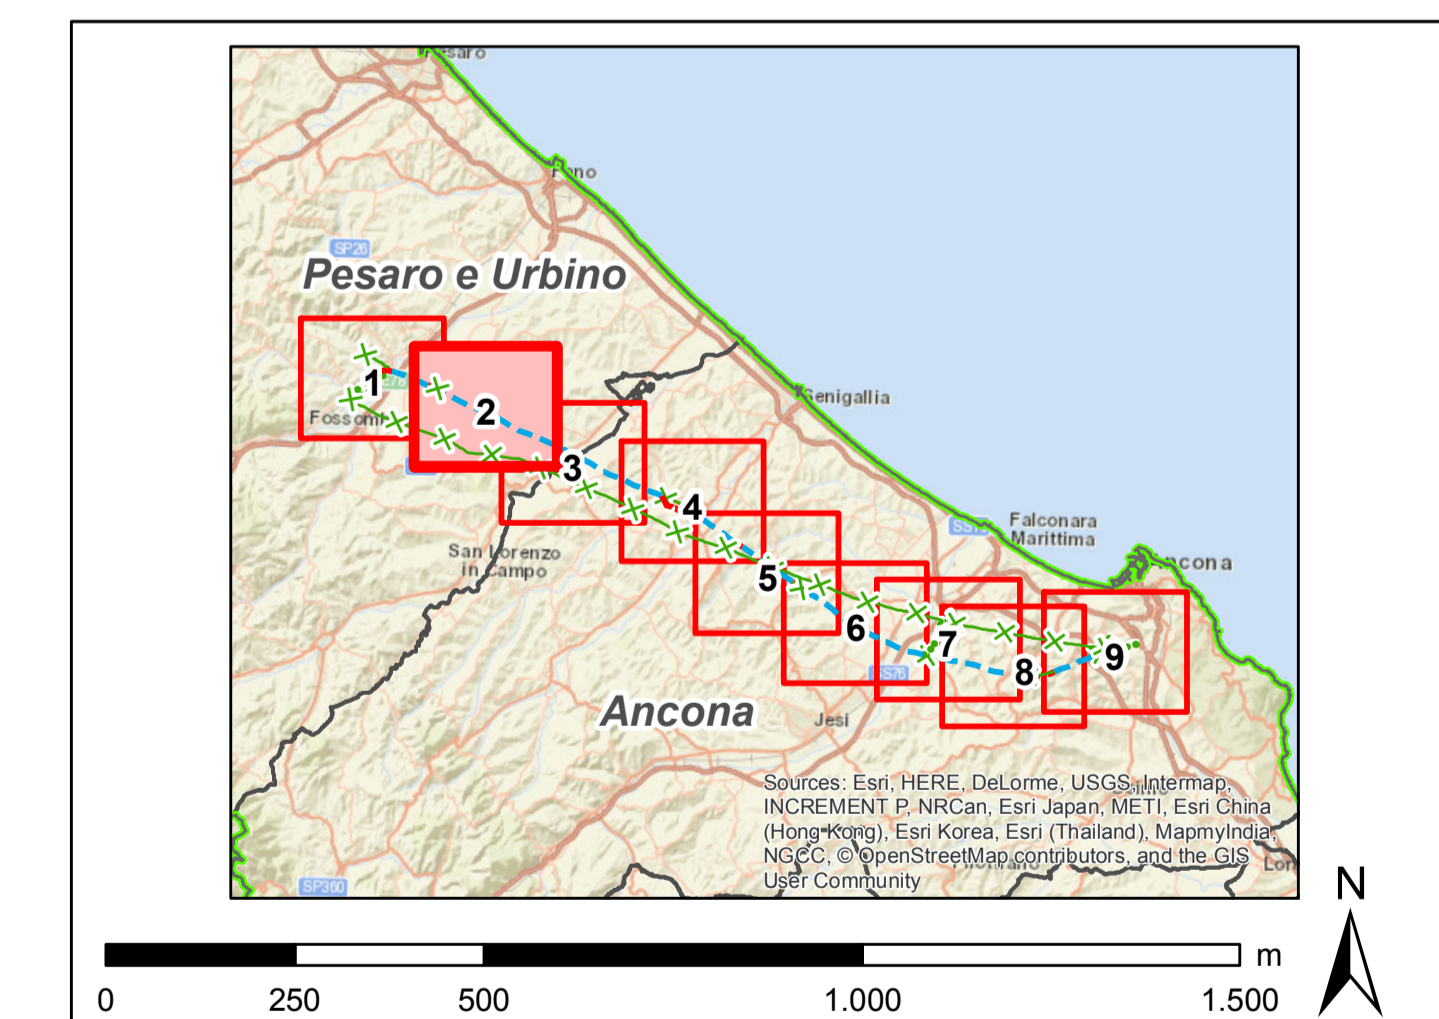 Pesaro
Fano
SP26
Pesaro e Urbino
1
2
Senigallia
3
4
San Lorenzo
in Campo
Falconara
Marittima
Ancona
5
6
7
8
9
SS76
Ancona
Jesi
Sources: Esri, HERE, DeLorme, USGS, Intermap,
INCREMENT P, NRCan, Esri Japan, METI, Esri China
(Hong Kong), Esri Korea, Esri (Thailand), MapmyIndia,
NGCC, © OpenStreetMap contributors, and the GIS
User Community
SP360
N
m
0 250 500 1.000 1.500